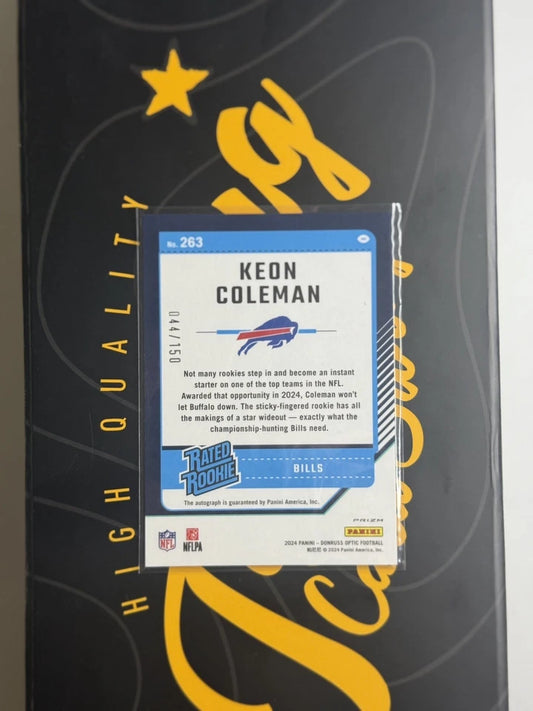 HIGH QUALITY
No. 263
KEON
COLEMAN
044/150
Not many rookies step in and become an instant
starter on one of the top teams in the NFL.
Awarded that opportunity in 2024, Coleman won't
let Buffalo down. The sticky-fingered rookie has all
the makings of a star wideout — exactly what the
championship-hunting Bills need.
RATED
ROOKIE
BILLS
The autograph is guaranteed by Panini America, Inc.
PRIZM
PANINI
NFL
NFLPA
2024 PANINI – DONRUSS OPTIC FOOTBALL
© 2024 Panini America, Inc.